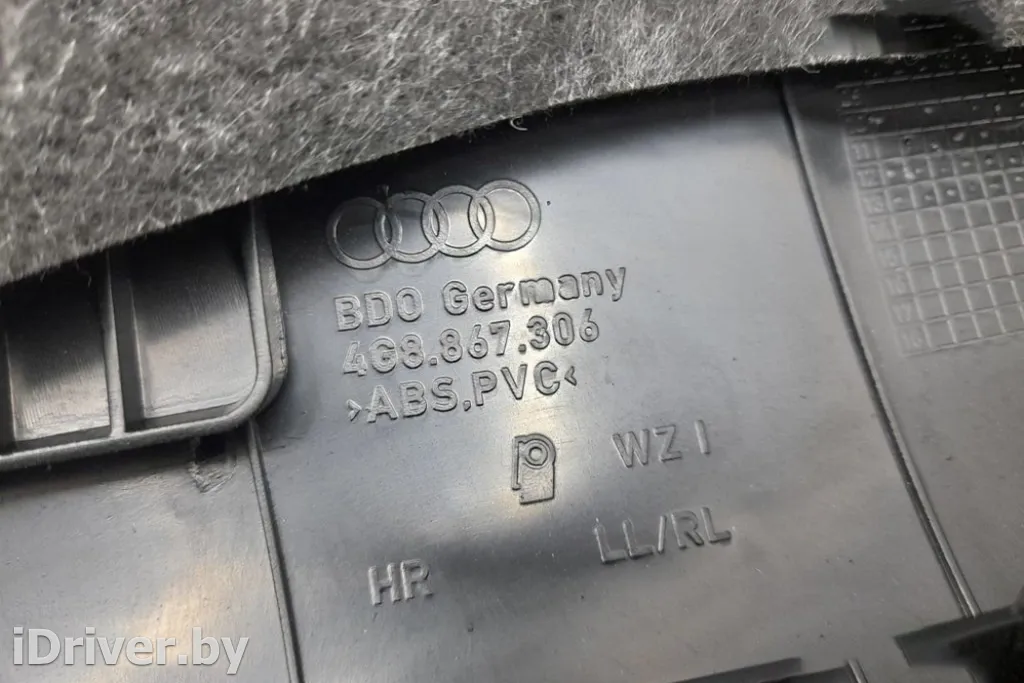 BDO Germany
4G8.867.306
>ABS,PVC<
WZ I
HR
LL/RL
iDriver.by